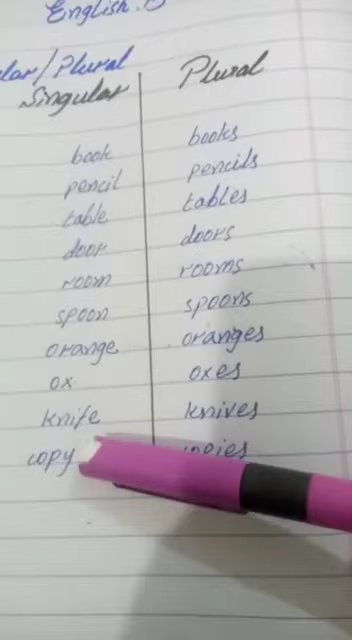 English
/Plural
Singular Plural
book books
pencil pencils
table tables
door doors
room rooms
spoon spoons
orange oranges
ox oxes
knife knives
copy